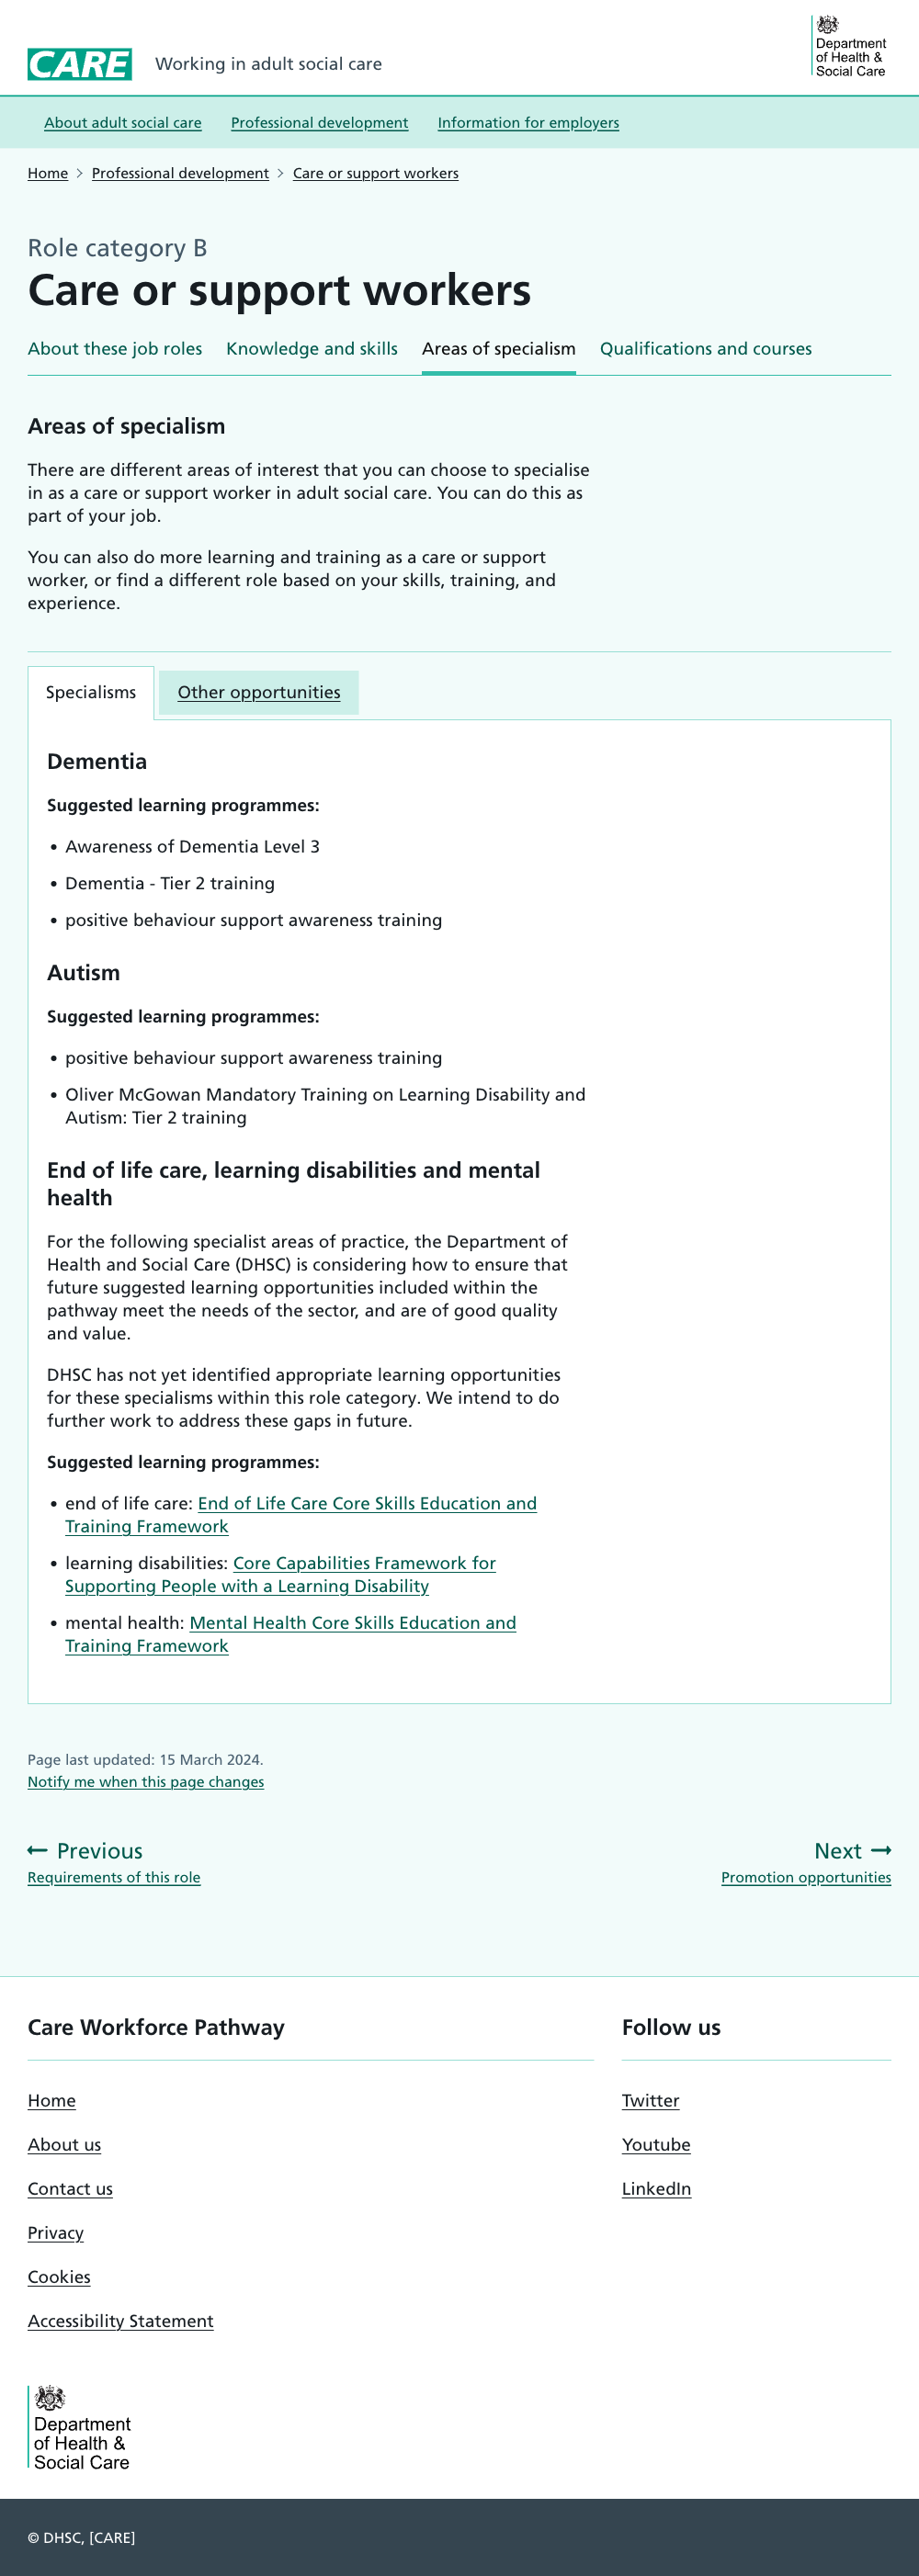 CARE
Working in adult social care
Department
of Health &
Social Care
About adult social care
Professional development
Information for employers
Home
Professional development
Care or support workers
Role category B
Care or support workers
About these job roles
Knowledge and skills
Areas of specialism
Qualifications and courses
Areas of specialism
There are different areas of interest that you can choose to specialise
in as a care or support worker in adult social care. You can do this as
part of your job.
You can also do more learning and training as a care or support
worker, or find a different role based on your skills, training, and
experience.
Specialisms
Other opportunities
Dementia
Suggested learning programmes:
• Awareness of Dementia Level 3
• Dementia - Tier 2 training
• positive behaviour support awareness training
Autism
Suggested learning programmes:
• positive behaviour support awareness training
• Oliver McGowan Mandatory Training on Learning Disability and
Autism: Tier 2 training
End of life care, learning disabilities and mental
health
For the following specialist areas of practice, the Department of
Health and Social Care (DHSC) is considering how to ensure that
future suggested learning opportunities included within the
pathway meet the needs of the sector, and are of good quality
and value.
DHSC has not yet identified appropriate learning opportunities
for these specialisms within this role category. We intend to do
further work to address these gaps in future.
Suggested learning programmes:
• end of life care: End of Life Care Core Skills Education and
Training Framework
• learning disabilities: Core Capabilities Framework for
Supporting People with a Learning Disability
• mental health: Mental Health Core Skills Education and
Training Framework
Page last updated: 15 March 2024.
Notify me when this page changes
Previous
Requirements of this role
Next
Promotion opportunities
Care Workforce Pathway
Home
About us
Contact us
Privacy
Cookies
Accessibility Statement
Follow us
Twitter
Youtube
LinkedIn
Department
of Health &
Social Care
© DHSC, [CARE]